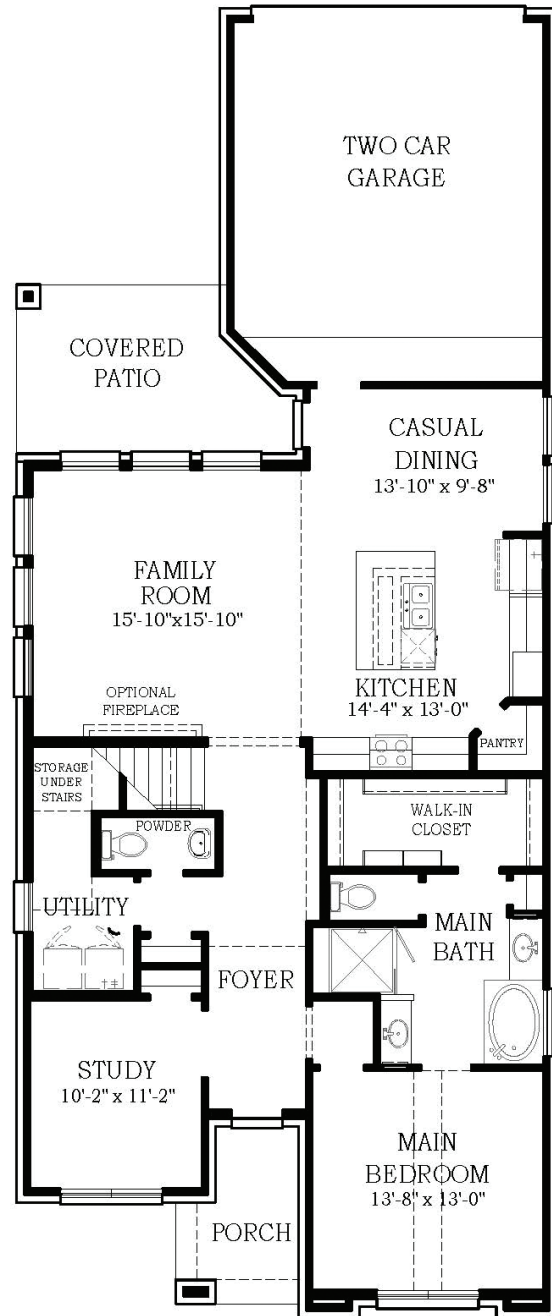 TWO CAR
GARAGE
COVERED
PATIO
CASUAL
DINING
13'-10" x 9'-8"
FAMILY
ROOM
15'-10"x15'-10"
OPTIONAL
FIREPLACE
KITCHEN
14'-4" x 13'-0"
PANTRY
STORAGE
UNDER
STAIRS
POWDER
WALK-IN
CLOSET
UTILITY
MAIN
BATH
FOYER
STUDY
10'-2" x 11'-2"
MAIN
BEDROOM
13'-8" x 13'-0"
PORCH